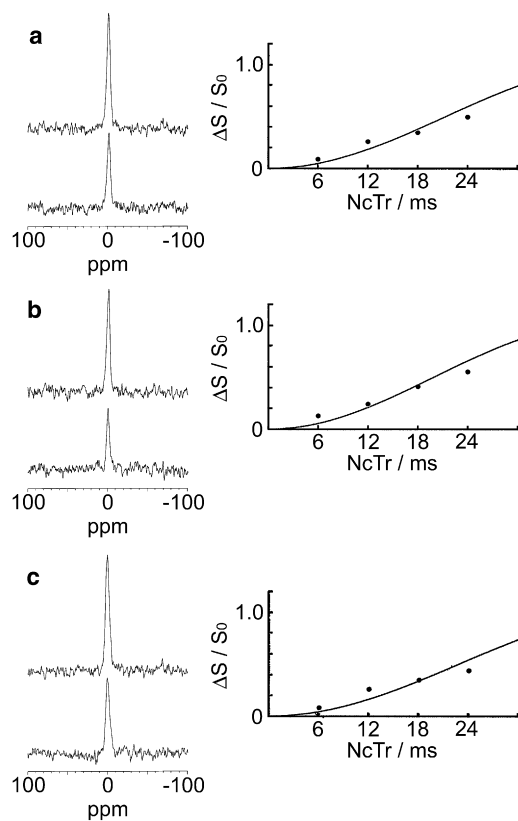 a
100 0 -100
ppm
ΔS / S₀
1.0
0
6 12 18 24
NcTr / ms
b
100 0 -100
ppm
ΔS / S₀
1.0
0
6 12 18 24
NcTr / ms
c
100 0 -100
ppm
ΔS / S₀
1.0
0
6 12 18 24
NcTr / ms